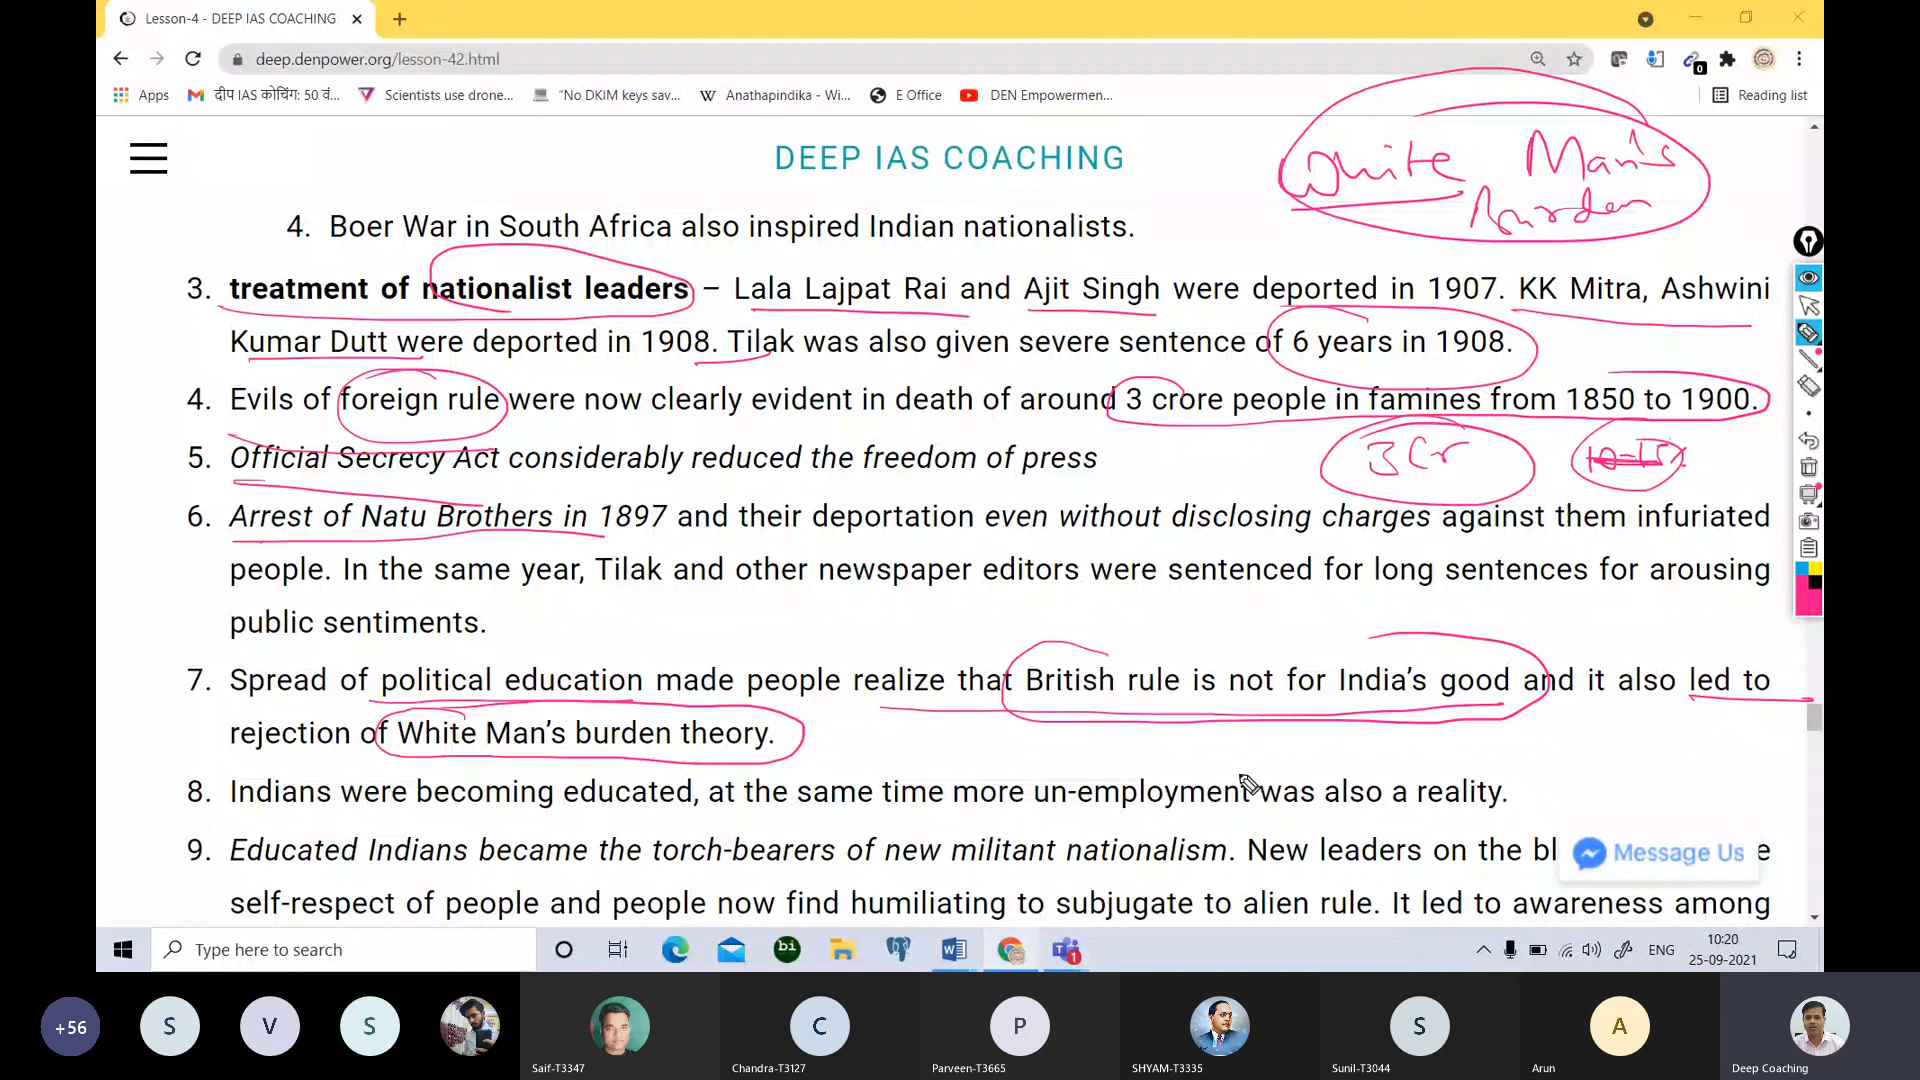 Lesson-4 - DEEP IAS COACHING
deep.denpower.org/lesson-42.html
0
Apps दीप IAS कोचिंग: 50 वं... Scientists use drone... "No DKIM keys sav... Anathapindika - Wi... E Office DEN Empowermen... Reading list
DEEP IAS COACHING
White Man's
Burden
4. Boer War in South Africa also inspired Indian nationalists.
3. treatment of nationalist leaders – Lala Lajpat Rai and Ajit Singh were deported in 1907. KK Mitra, Ashwini
Kumar Dutt were deported in 1908. Tilak was also given severe sentence of 6 years in 1908.
4. Evils of foreign rule were now clearly evident in death of around 3 crore people in famines from 1850 to 1900.
3 Cr
5. Official Secrecy Act considerably reduced the freedom of press
6. Arrest of Natu Brothers in 1897 and their deportation even without disclosing charges against them infuriated
people. In the same year, Tilak and other newspaper editors were sentenced for long sentences for arousing
public sentiments.
7. Spread of political education made people realize that British rule is not for India's good and it also led to
rejection of White Man's burden theory.
8. Indians were becoming educated, at the same time more un-employment was also a reality.
9. Educated Indians became the torch-bearers of new militant nationalism. New leaders on the bl e
Message Us
self-respect of people and people now find humiliating to subjugate to alien rule. It led to awareness among
Type here to search
bi
1
ENG
10:20
25-09-2021
+56 S V S C P S A
Saif-T3347 Chandra-T3127 Parveen-T3665 SHYAM-T3335 Sunil-T3044 Arun Deep Coaching